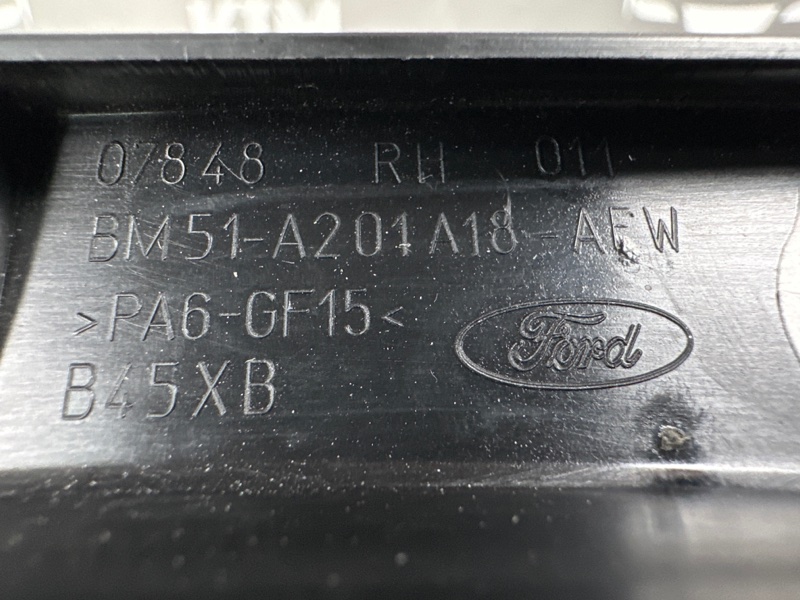 07848 RH 011
BM51-A201A18-AEW
>PA6-GF15<
Ford
B45XB